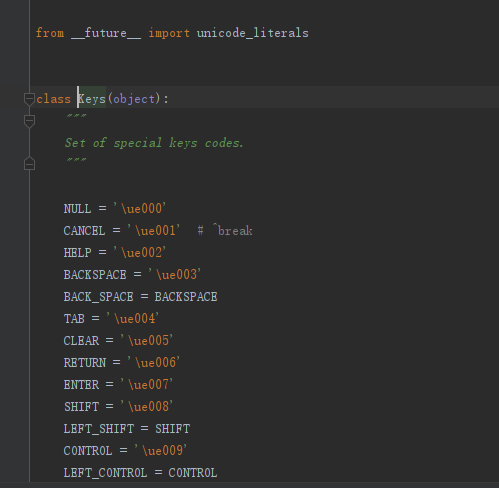 from __future__ import unicode_literals
class Keys(object):
"""
Set of special keys codes.
"""
NULL = '\ue000'
CANCEL = '\ue001'  # ^break
HELP = '\ue002'
BACKSPACE = '\ue003'
BACK_SPACE = BACKSPACE
TAB = '\ue004'
CLEAR = '\ue005'
RETURN = '\ue006'
ENTER = '\ue007'
SHIFT = '\ue008'
LEFT_SHIFT = SHIFT
CONTROL = '\ue009'
LEFT_CONTROL = CONTROL